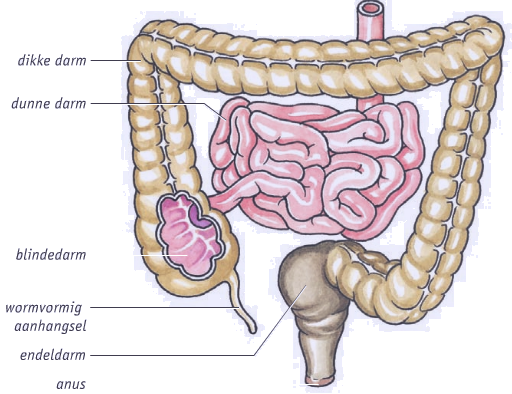 dikke darm
dunne darm
blindedarm
wormvormig
aanhangsel
endeldarm
anus